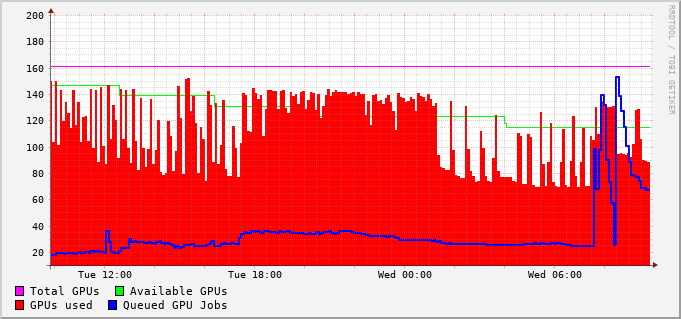 200
180
160
140
120
100
80
60
40
20
Tue 12:00 Tue 18:00 Wed 00:00 Wed 06:00
Total GPUs Available GPUs
GPUs used Queued GPU Jobs
RRDTOOL / TOBI OETIKER